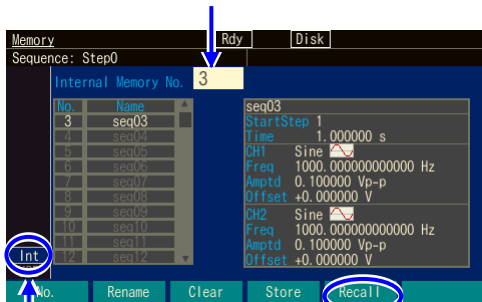 Memory Rdy Disk
Sequence: Step0
Internal Memory No. 3
No. Name
3 seq03
4 seq04
5 seq05
6 seq06
7 seq07
8 seq08
9 seq09
10 seq10
11 seq11
12 seq12
seq03
StartStep 1
Time 1.000000 s
CH1 Sine
Freq 1000.000000000000 Hz
Amptd 0.100000 Vp-p
Offset +0.000000 V
CH2 Sine
Freq 1000.000000000000 Hz
Amptd 0.100000 Vp-p
Offset +0.000000 V
Int
No. Rename Clear Store Recall